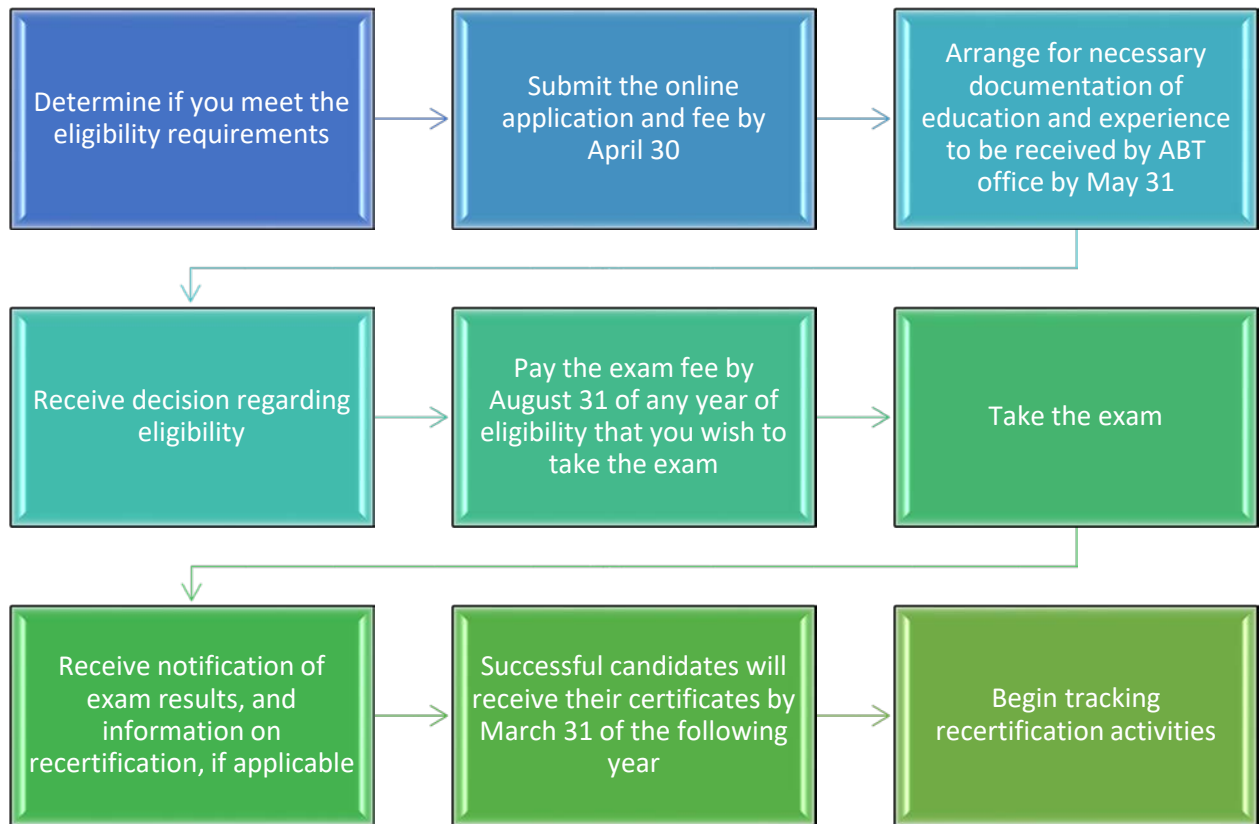 Determine if you meet the
eligibility requirements
Submit the online
application and fee by
April 30
Arrange for necessary
documentation of
education and experience
to be received by ABT
office by May 31
Receive decision regarding
eligibility
Pay the exam fee by
August 31 of any year of
eligibility that you wish to
take the exam
Take the exam
Receive notification of
exam results, and
information on
recertification, if applicable
Successful candidates will
receive their certificates by
March 31 of the following
year
Begin tracking
recertification activities